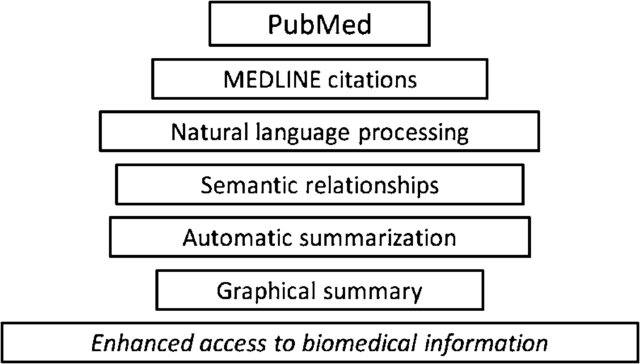 PubMed
MEDLINE citations
Natural language processing
Semantic relationships
Automatic summarization
Graphical summary
Enhanced access to biomedical information